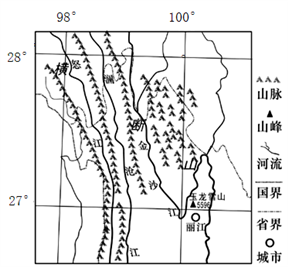 98° 100°
28°
27°
横
断
怒
江
澜
沧
江
金
沙
江
玉龙雪山
5596
丽江
山脉
山峰
河流
国界
省界
城市